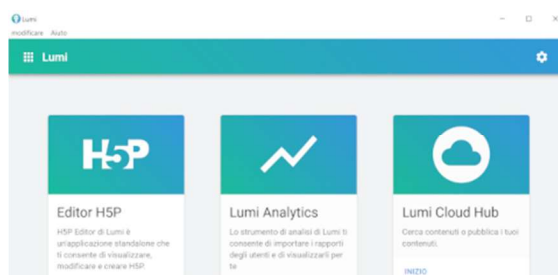 Lumi
modificare Aiuto
Lumi
H5P
Editor H5P
H5P Editor di Lumi è
un'applicazione standalone che
ti consente di visualizzare,
modificare e creare H5P.
Lumi Analytics
Lo strumento di analisi di Lumi ti
consente di importare i rapporti
degli utenti e di visualizzarli per
te
Lumi Cloud Hub
Cerca contenuti o pubblica i tuoi
contenuti.
INIZIO